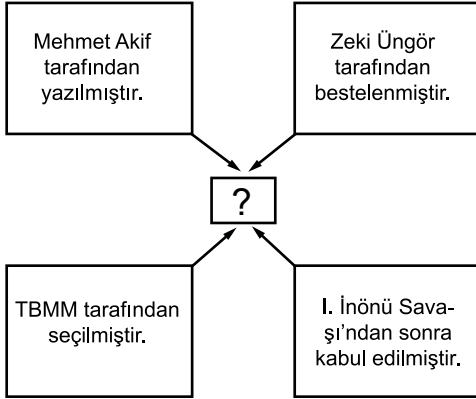 Mehmet Akif
tarafından
yazılmıştır.
Zeki Üngör
tarafından
bestelenmiştir.
?
TBMM tarafından
seçilmiştir.
I. İnönü Sava-
şı'ndan sonra
kabul edilmiştir.